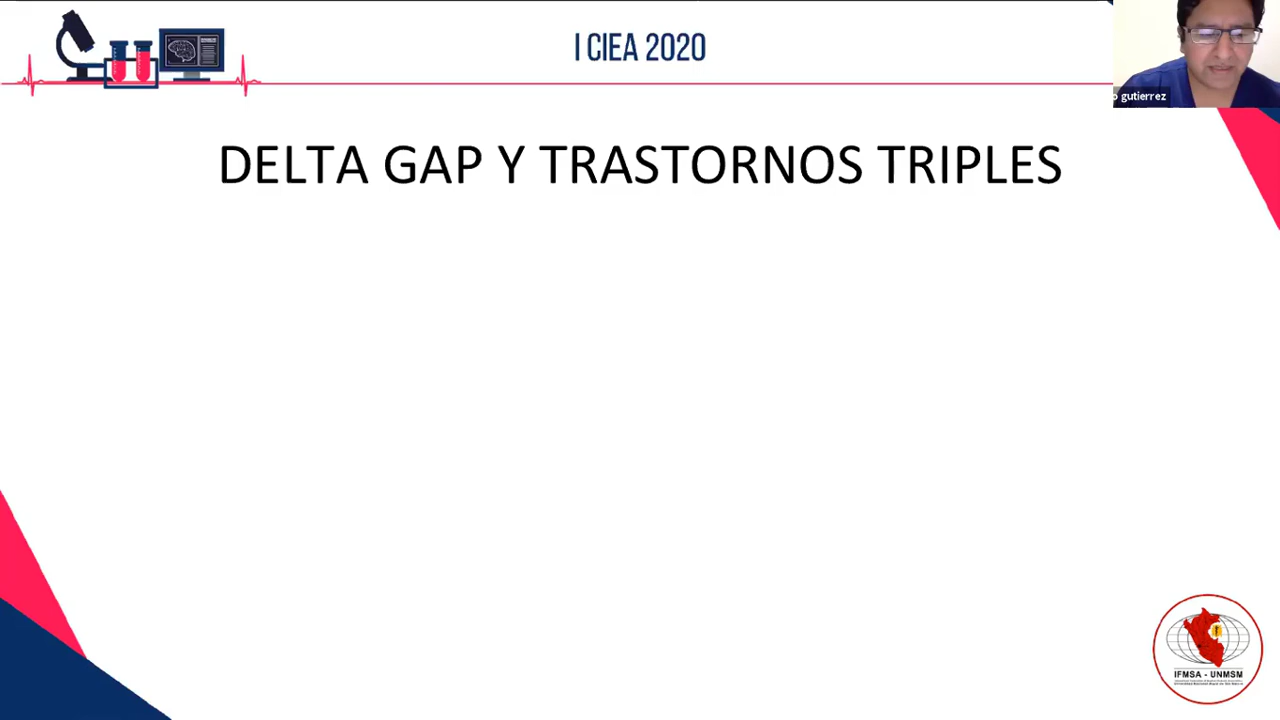 I CIEA 2020
o gutierrez
DELTA GAP Y TRASTORNOS TRIPLES
IFMSA - UNMSM